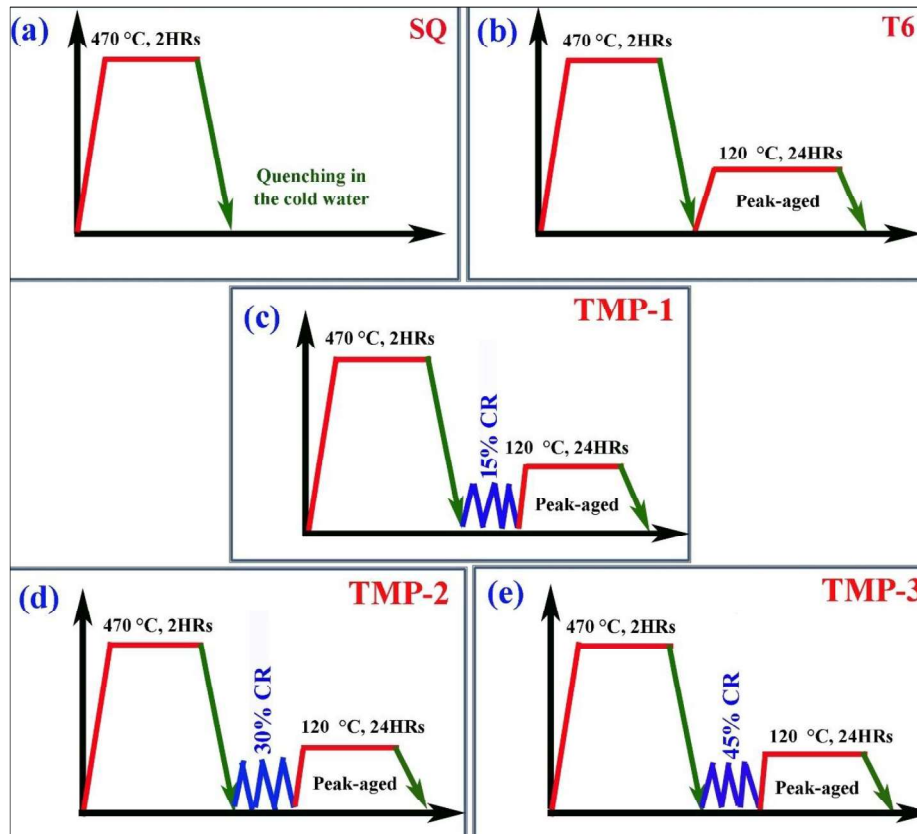 (a)
SQ
470 °C, 2HRs
Quenching in
the cold water
(b)
T6
470 °C, 2HRs
120 °C, 24HRs
Peak-aged
(c)
TMP-1
470 °C, 2HRs
15% CR
120 °C, 24HRs
Peak-aged
(d)
TMP-2
470 °C, 2HRs
30% CR
120 °C, 24HRs
Peak-aged
(e)
TMP-3
470 °C, 2HRs
45% CR
120 °C, 24HRs
Peak-aged